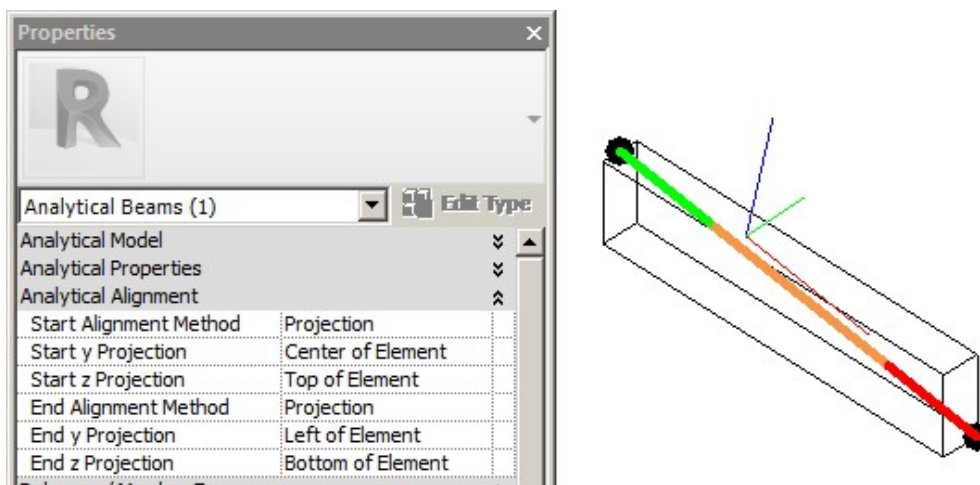 Properties
Analytical Beams (1)
Edit Type
Analytical Model
Analytical Properties
Analytical Alignment
Start Alignment Method Projection
Start y Projection Center of Element
Start z Projection Top of Element
End Alignment Method Projection
End y Projection Left of Element
End z Projection Bottom of Element